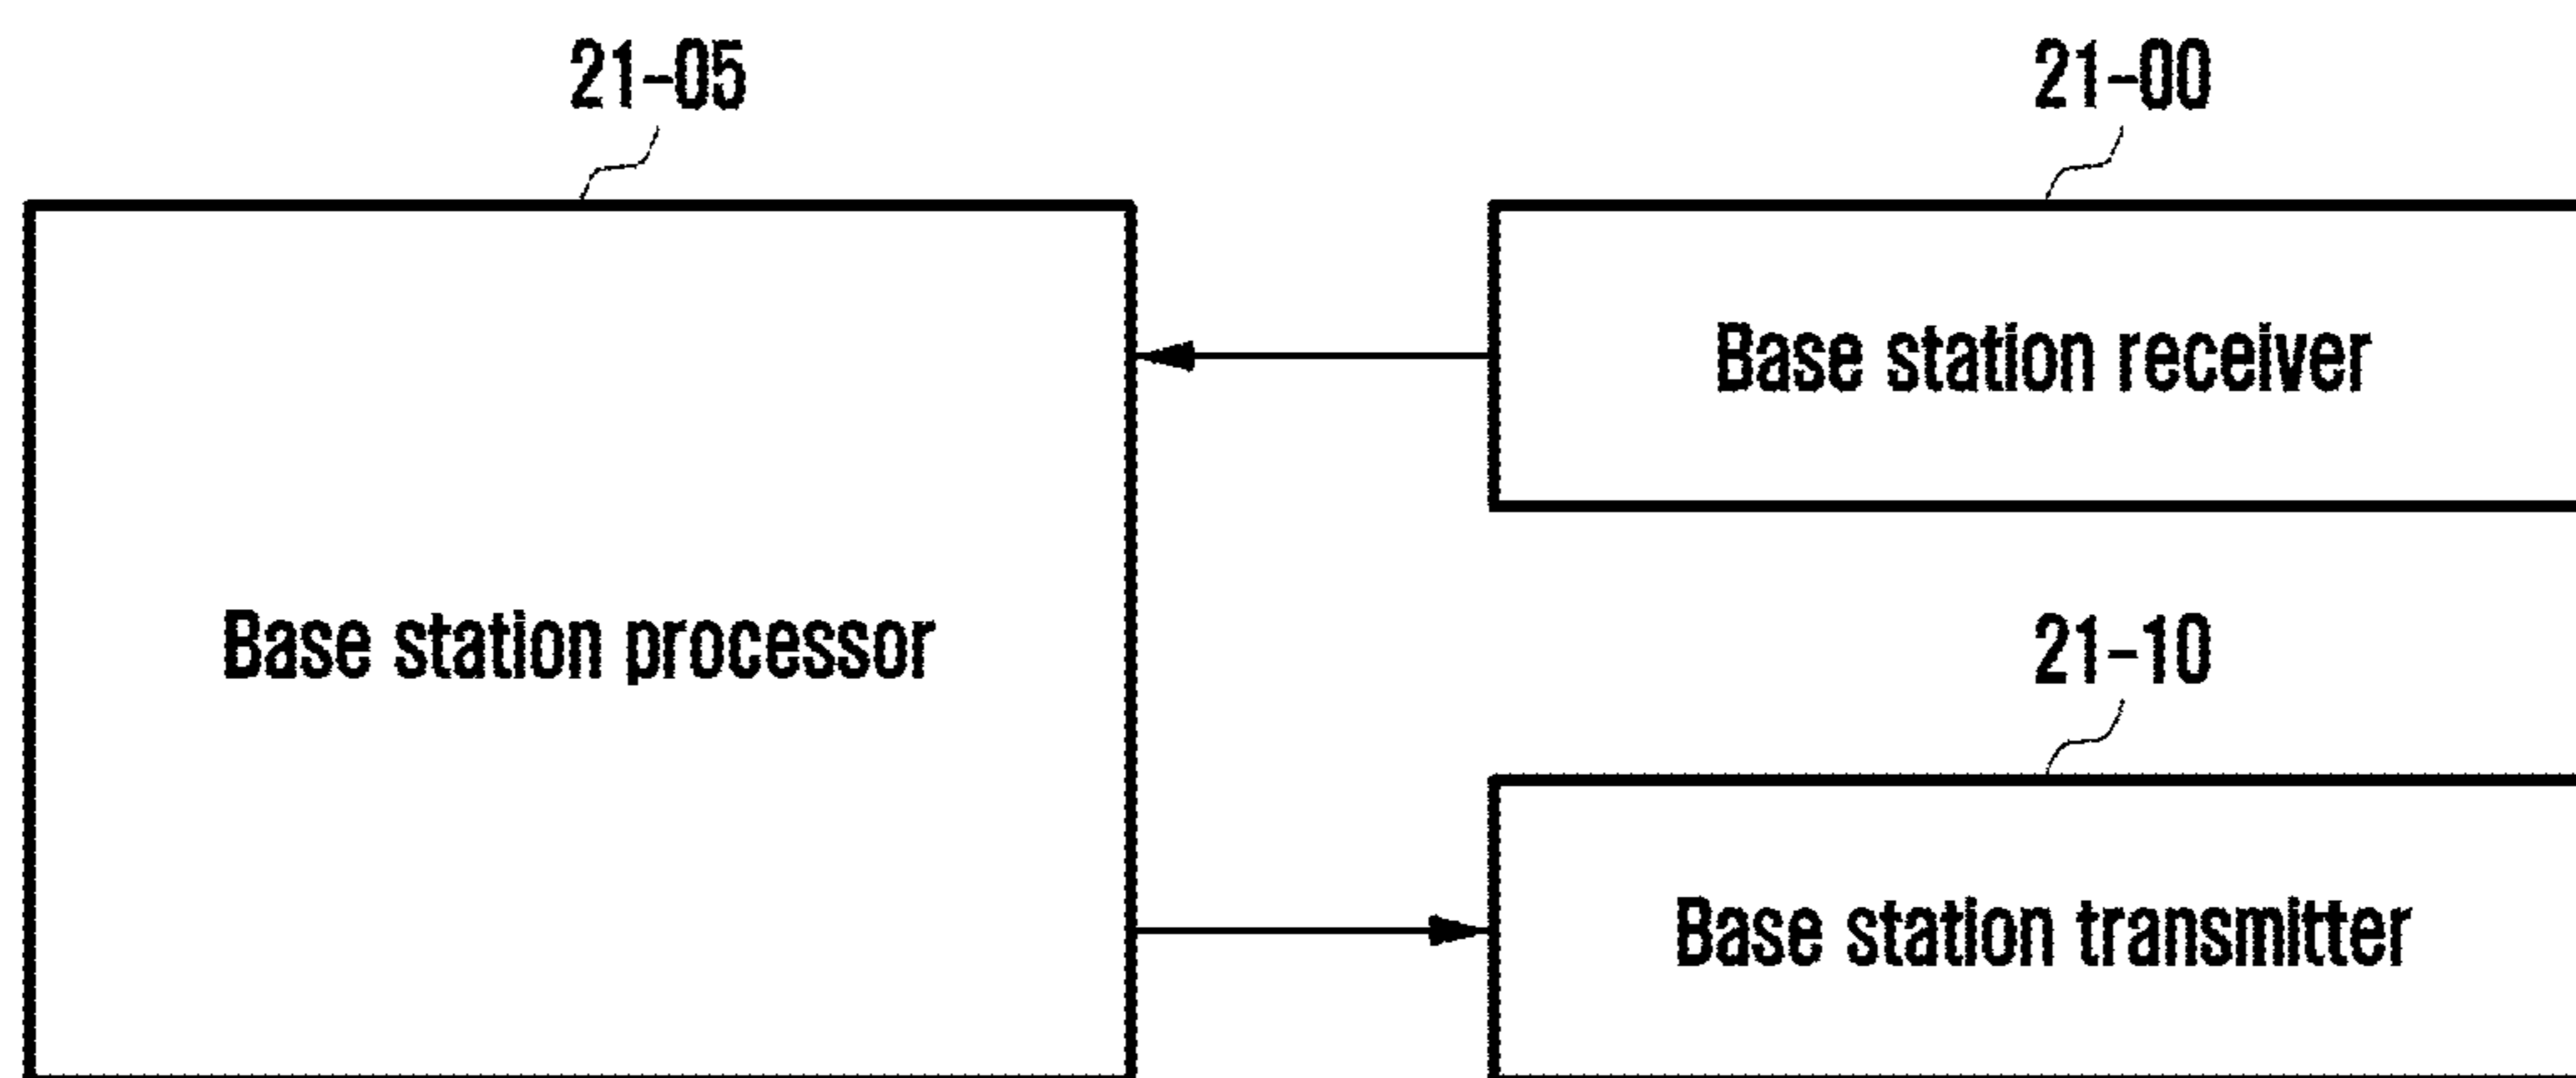 21-05
21-00
Base station receiver
Base station processor
21-10
Base station transmitter